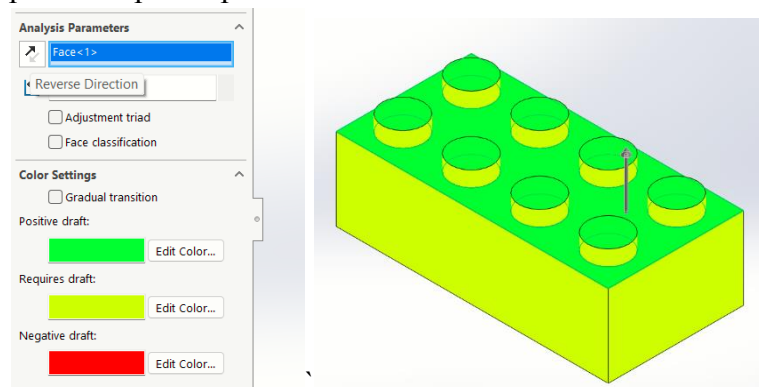 Analysis Parameters
Face<1>
Reverse Direction
Adjustment triad
Face classification
Color Settings
Gradual transition
Positive draft:
Edit Color...
Requires draft:
Edit Color...
Negative draft:
Edit Color...
`